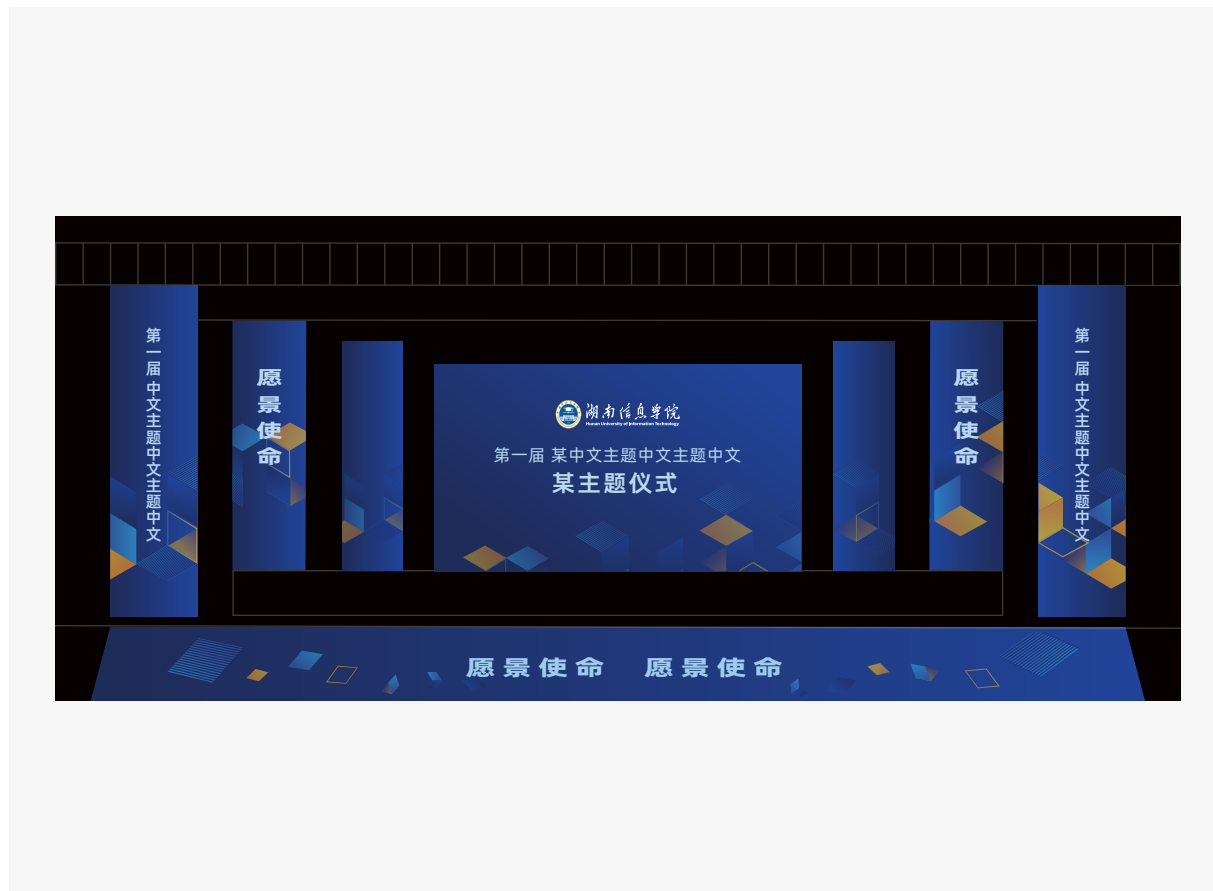 第一届 中文主题中文主题中文
愿景使命
湖南信息学院
Hunan University of Information Technology
第一届 某中文主题中文主题中文
某主题仪式
愿景使命
第一届 中文主题中文主题中文
愿景使命 愿景使命